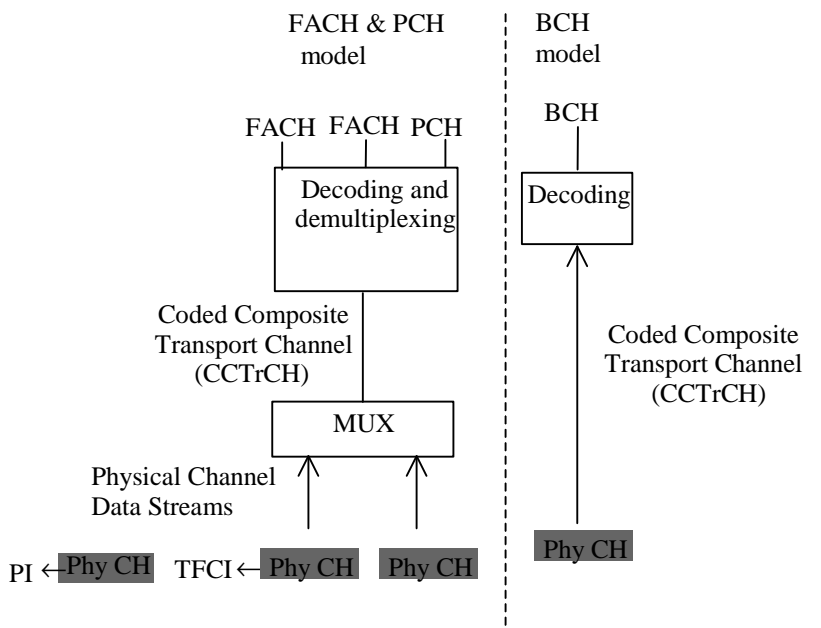 FACH & PCH
model
BCH
model
FACH FACH PCH
BCH
Decoding and
demultiplexing
Decoding
Coded Composite
Transport Channel
(CCTrCH)
Coded Composite
Transport Channel
(CCTrCH)
MUX
Physical Channel
Data Streams
PI ← Phy CH TFCI ← Phy CH Phy CH
Phy CH